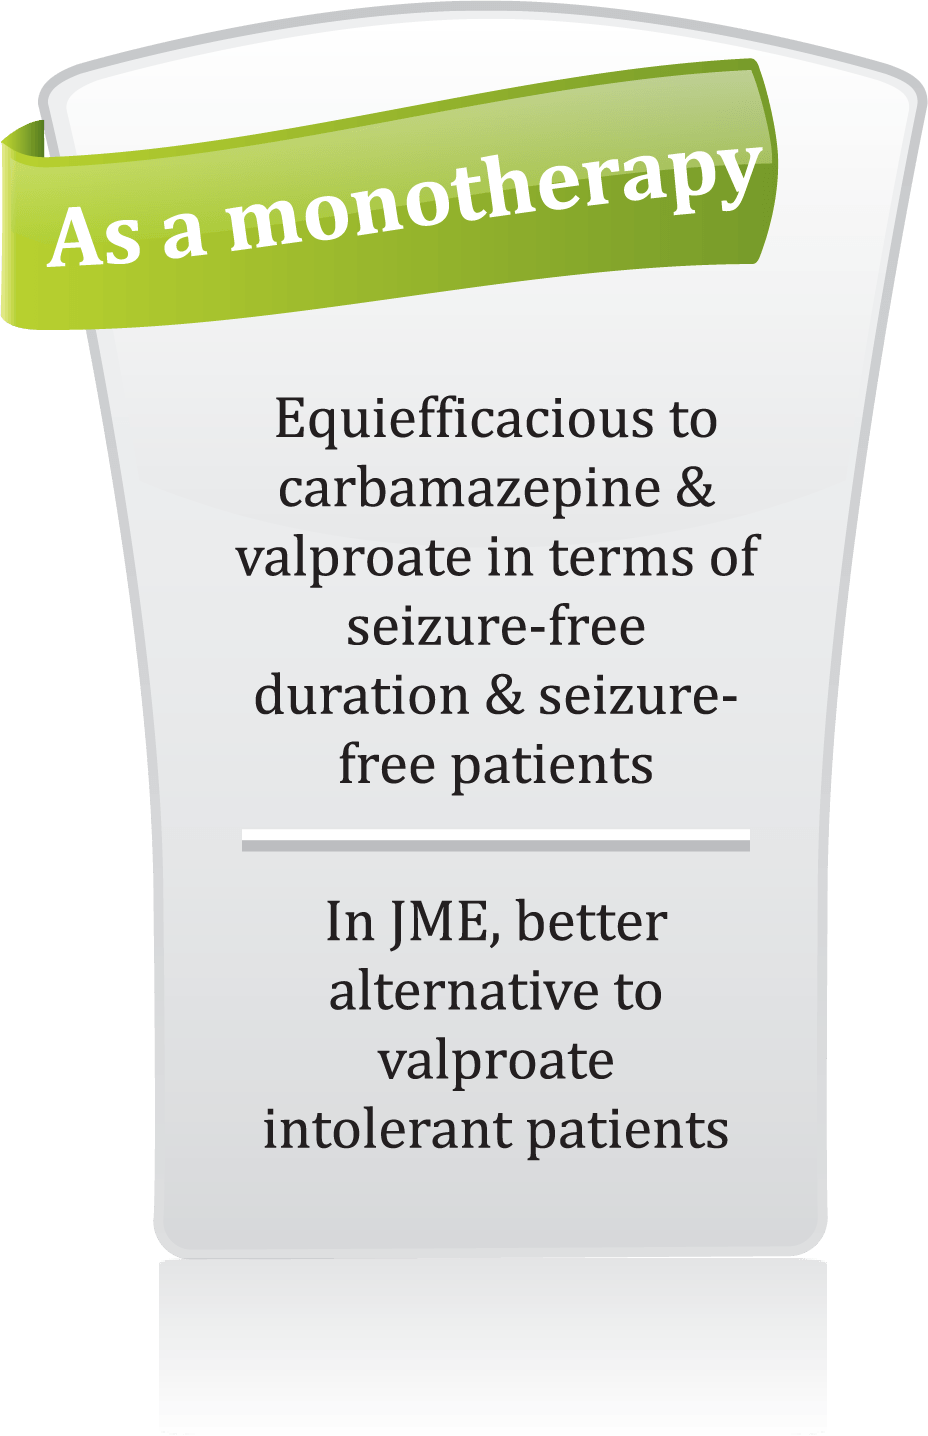 As a monotherapy
Equiefficacious to
carbamazepine &
valproate in terms of
seizure-free
duration & seizure-
free patients
In JME, better
alternative to
valproate
intolerant patients